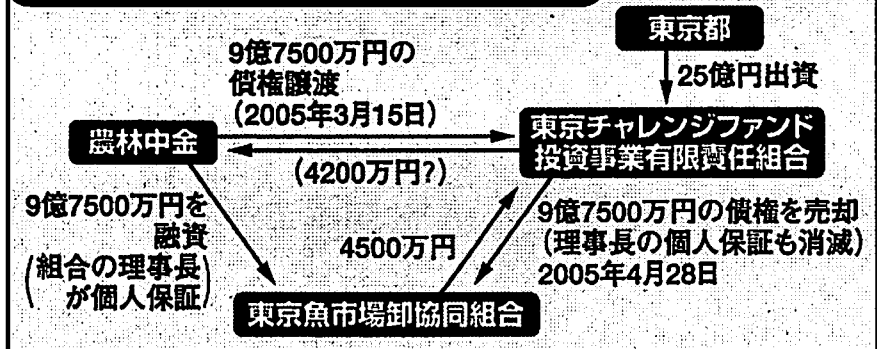 東京都
25億円出資
9億7500万円の
債権譲渡
(2005年3月15日)
農林中金
東京チャレンジファンド
投資事業有限責任組合
(4200万円?)
9億7500万円を
融資
(組合の理事長
が個人保証)
4500万円
9億7500万円の債権を売却
(理事長の個人保証も消滅)
2005年4月28日
東京魚市場卸協同組合